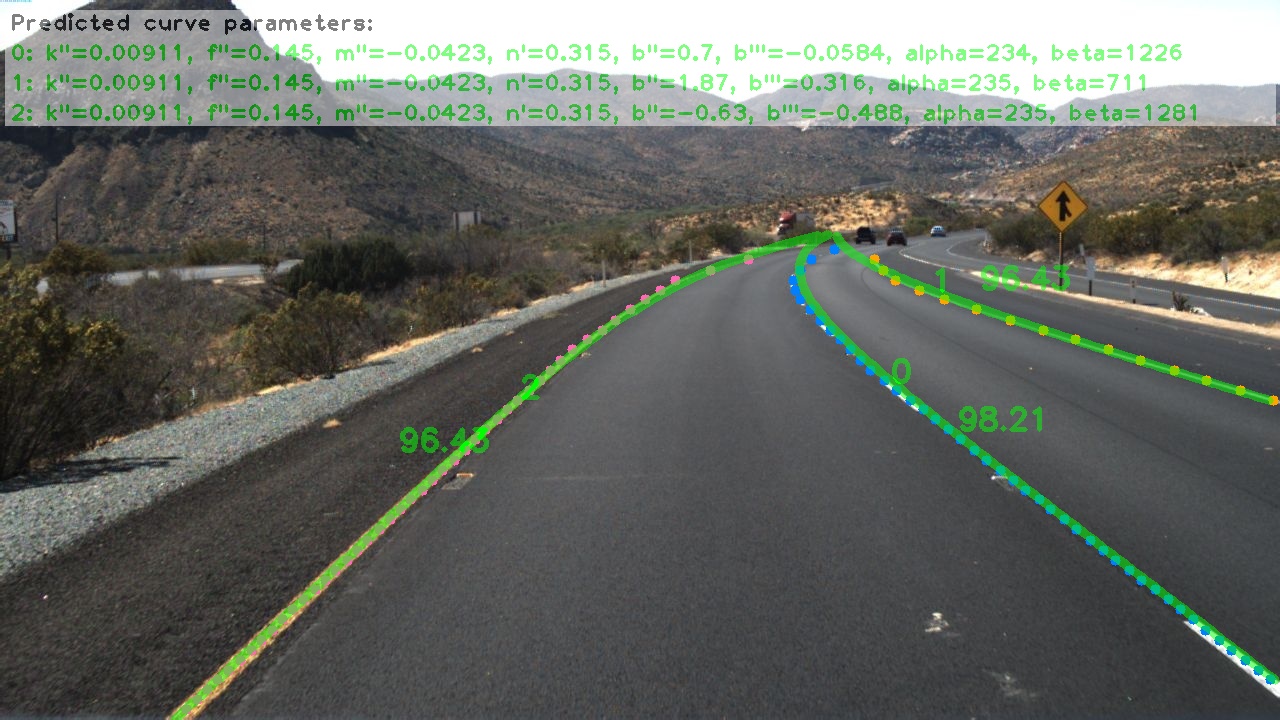 Predicted curve parameters:
0: k''=0.00911, f''=0.145, m''=-0.0423, n'=0.315, b''=0.7, b'''=-0.0584, alpha=234, beta=1226
1: k''=0.00911, f''=0.145, m''=-0.0423, n'=0.315, b''=1.87, b'''=0.316, alpha=235, beta=711
2: k''=0.00911, f''=0.145, m''=-0.0423, n'=0.315, b''=-0.63, b'''=-0.488, alpha=235, beta=1281
1 96.43
0
2
98.21
96.43